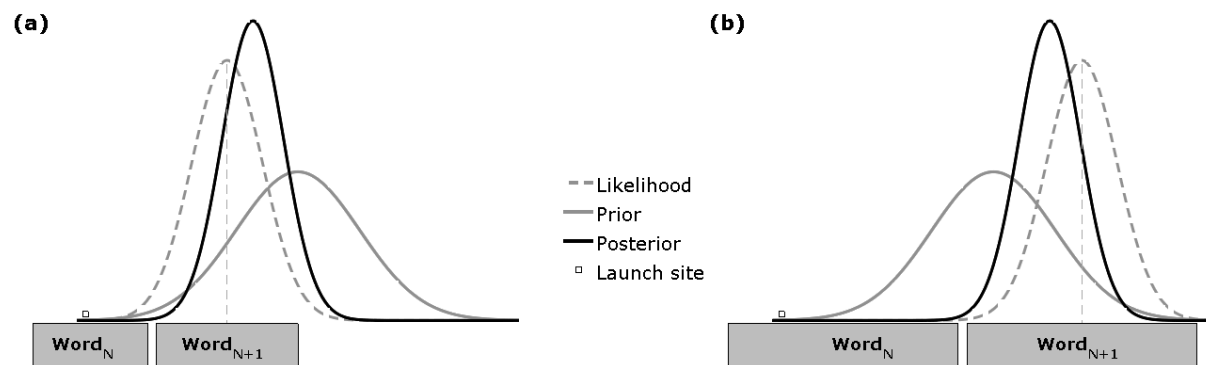 (a)
(b)
Likelihood
Prior
Posterior
Launch site
Word_N
Word_N+1
Word_N
Word_N+1